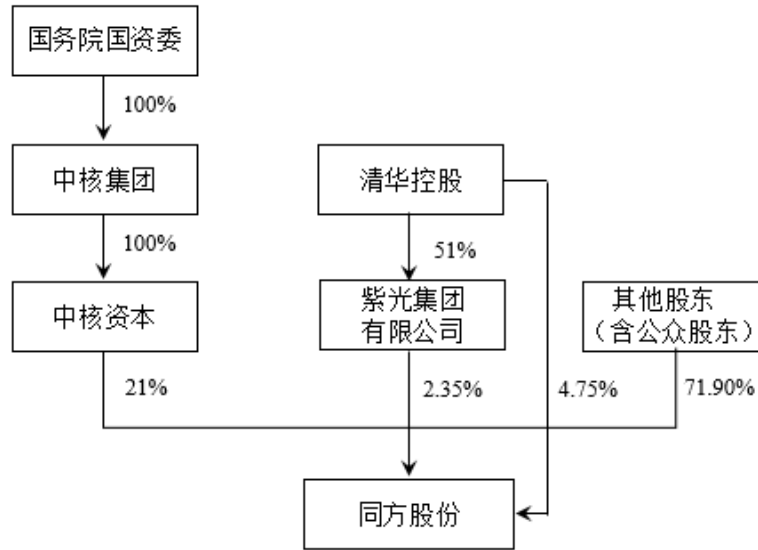 国务院国资委
100%
中核集团
清华控股
100%
51%
中核资本
紫光集团
有限公司
其他股东
（含公众股东）
21%
2.35%
4.75%
71.90%
同方股份